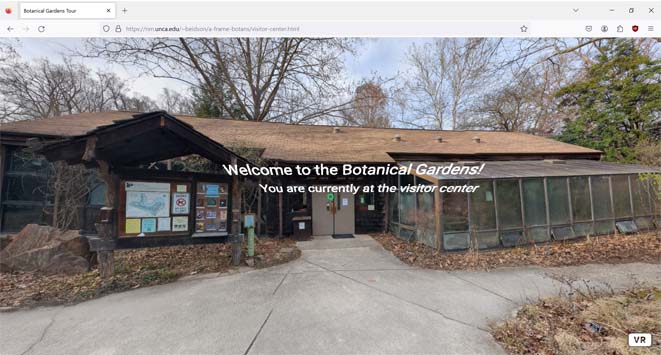 Botanical Gardens Tour
https://nm.unca.edu/~beidson/a-frame-botans/visitor-center.html
Welcome to the Botanical Gardens!
You are currently at the visitor center
VR